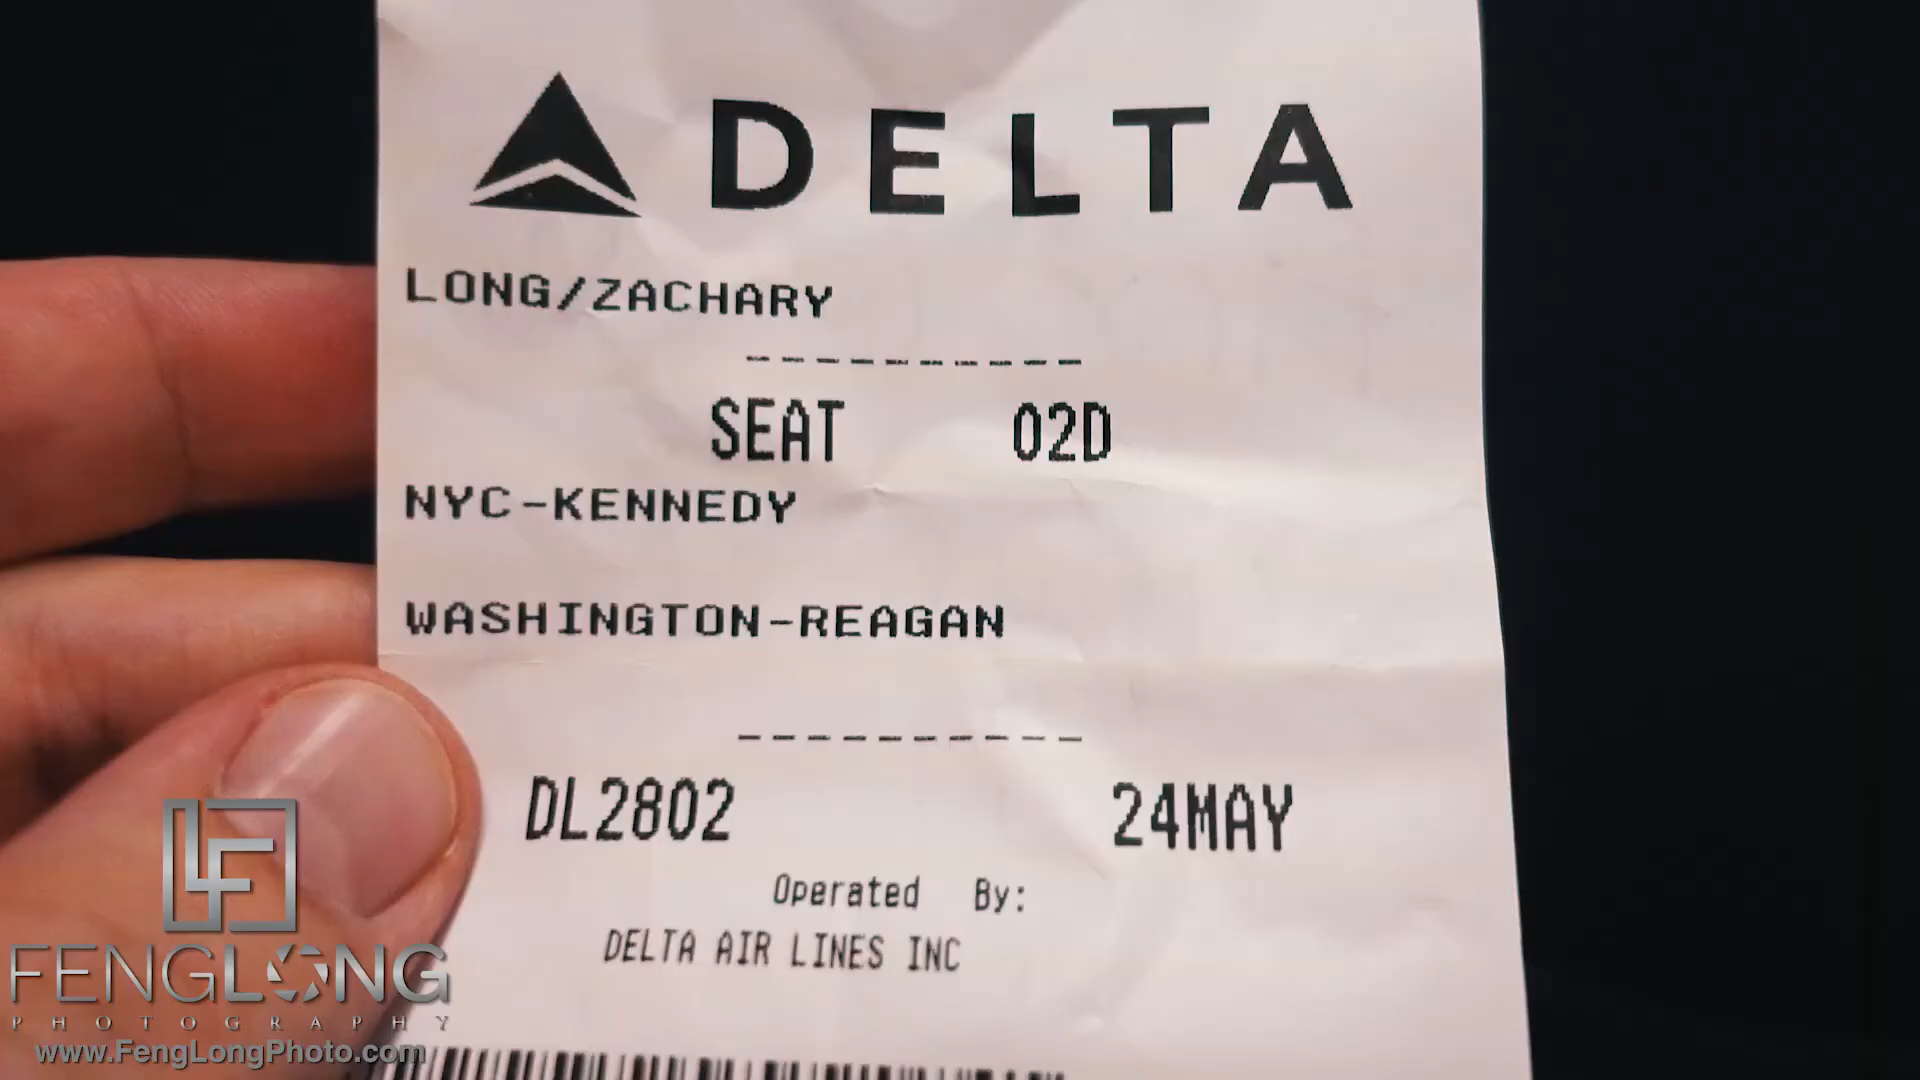 DELTA
LONG/ZACHARY
----------
SEAT 02D
NYC-KENNEDY
WASHINGTON-REAGAN
----------
DL2802 24MAY
Operated By:
DELTA AIR LINES INC
LF
FENGLONG
PHOTOGRAPHY
www.FengLongPhoto.com